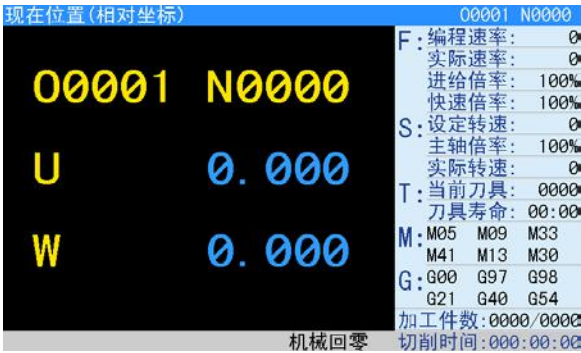 现在位置(相对坐标) O0001 N0000
O0001 N0000
U 0.000
W 0.000
F:编程速率: 0
实际速率: 0
进给倍率: 100%
快速倍率: 100%
S:设定转速: 0
主轴倍率: 100%
实际转速: 0
T:当前刀具: 0000
刀具寿命: 00:00
M:M05 M09 M33
M41 M13 M30
G:G00 G97 G98
G21 G40 G54
加工件数:0000/0000
机械回零 切削时间:000:00:00